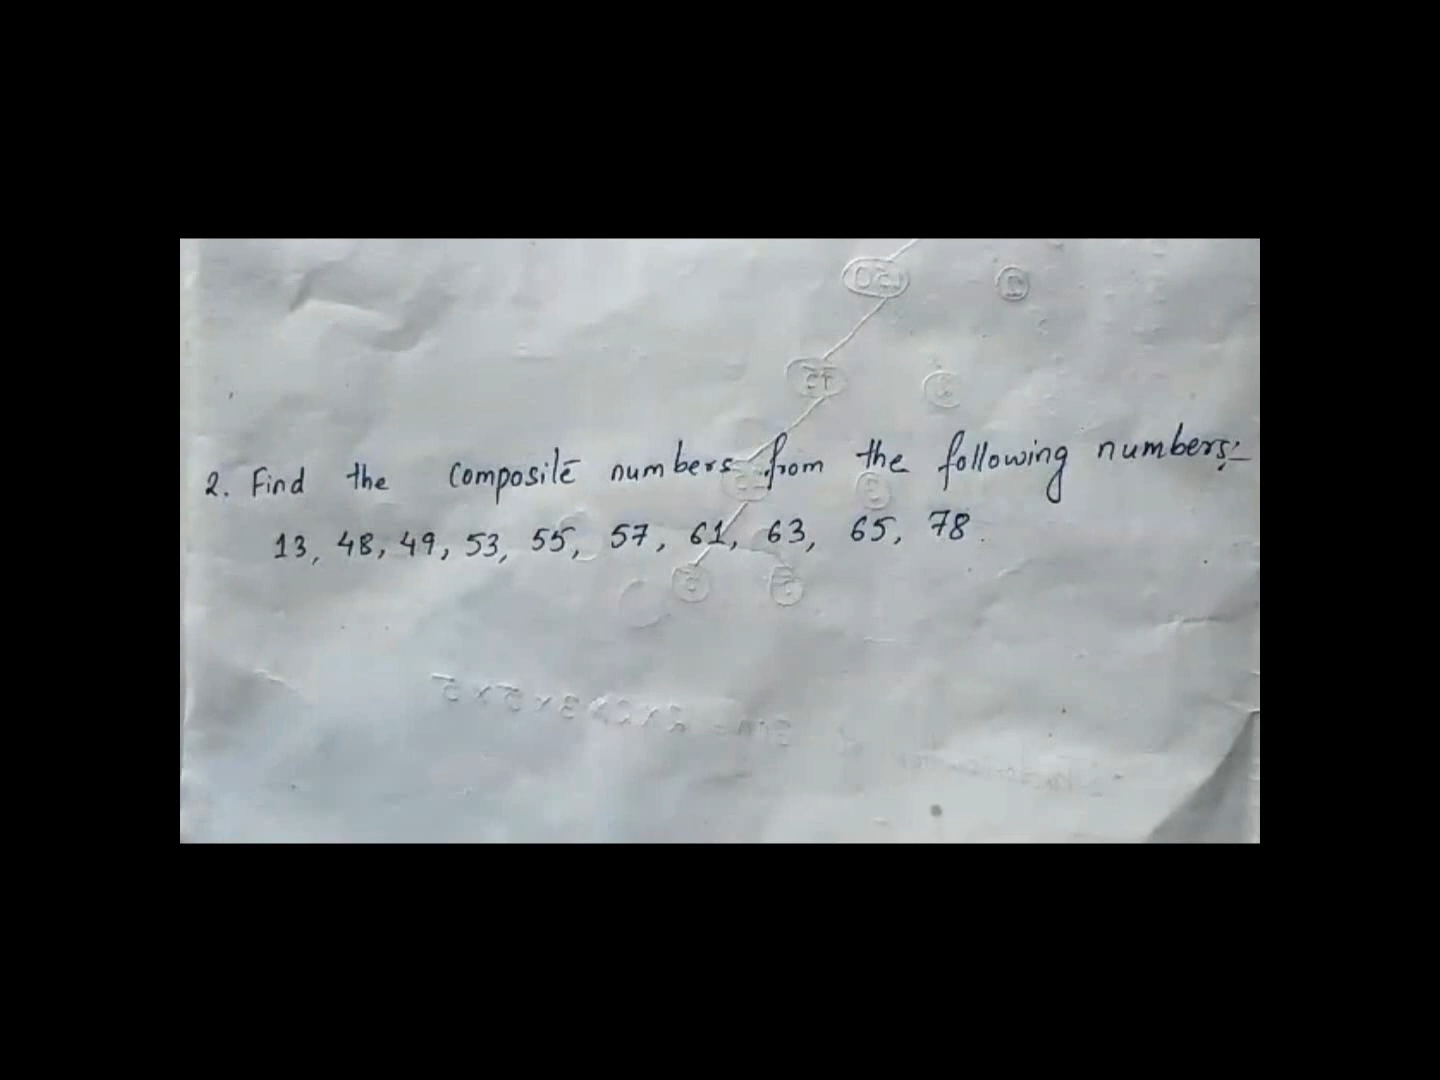 2. Find the composite numbers from the following numbers:-
13, 48, 49, 53, 55, 57, 61, 63, 65, 78.